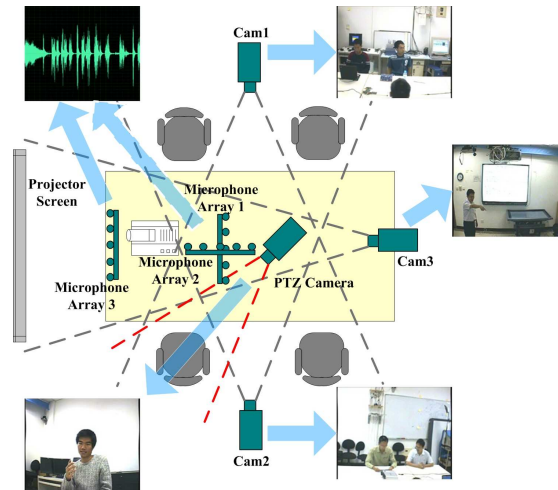 Cam1
Projector
Screen
Microphone
Array 1
Microphone
Array 2
Microphone
Array 3
PTZ Camera
Cam3
Cam2